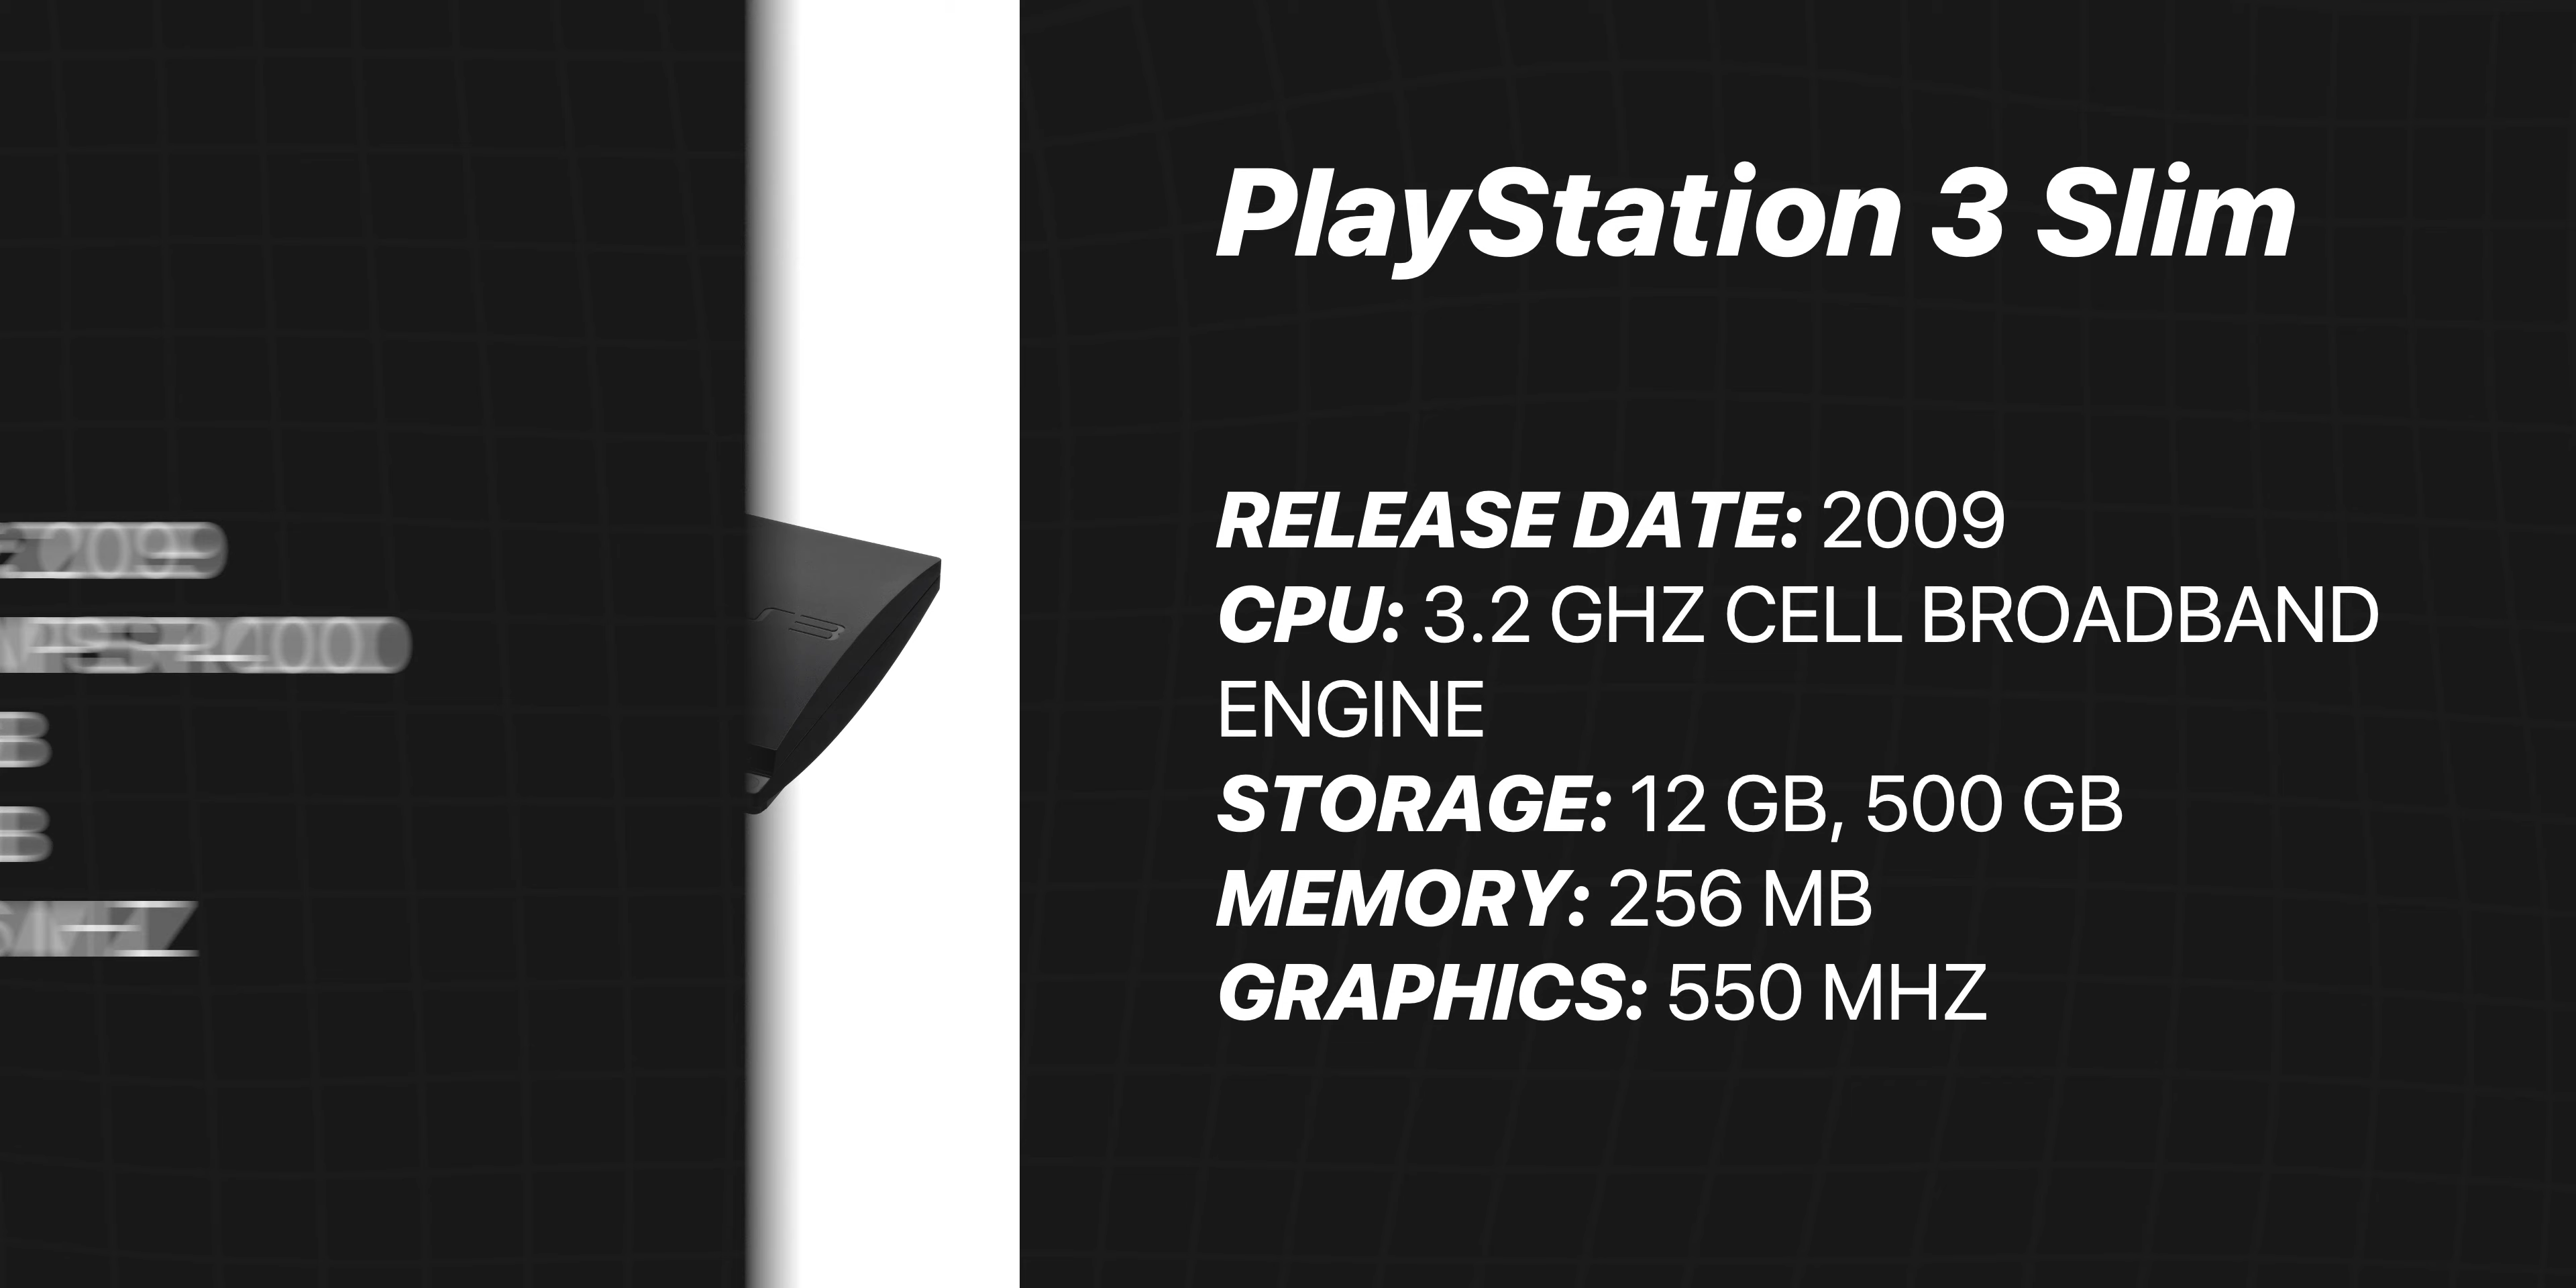 PlayStation 3 Slim
RELEASE DATE: 2009
CPU: 3.2 GHZ CELL BROADBAND
ENGINE
STORAGE: 12 GB, 500 GB
MEMORY: 256 MB
GRAPHICS: 550 MHZ